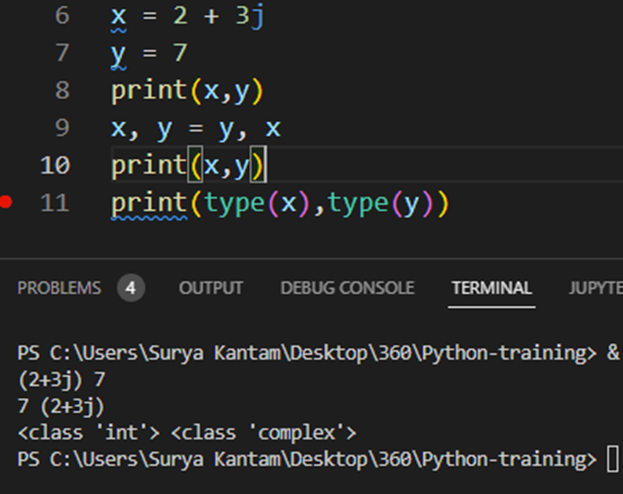 6 x = 2 + 3j
7 y = 7
8 print(x,y)
9 x, y = y, x
10 print(x,y)
11 print(type(x),type(y))
PROBLEMS 4 OUTPUT DEBUG CONSOLE TERMINAL JUPYTE
PS C:\Users\Surya Kantam\Desktop\360\Python-training> &
(2+3j) 7
7 (2+3j)
<class 'int'> <class 'complex'>
PS C:\Users\Surya Kantam\Desktop\360\Python-training>